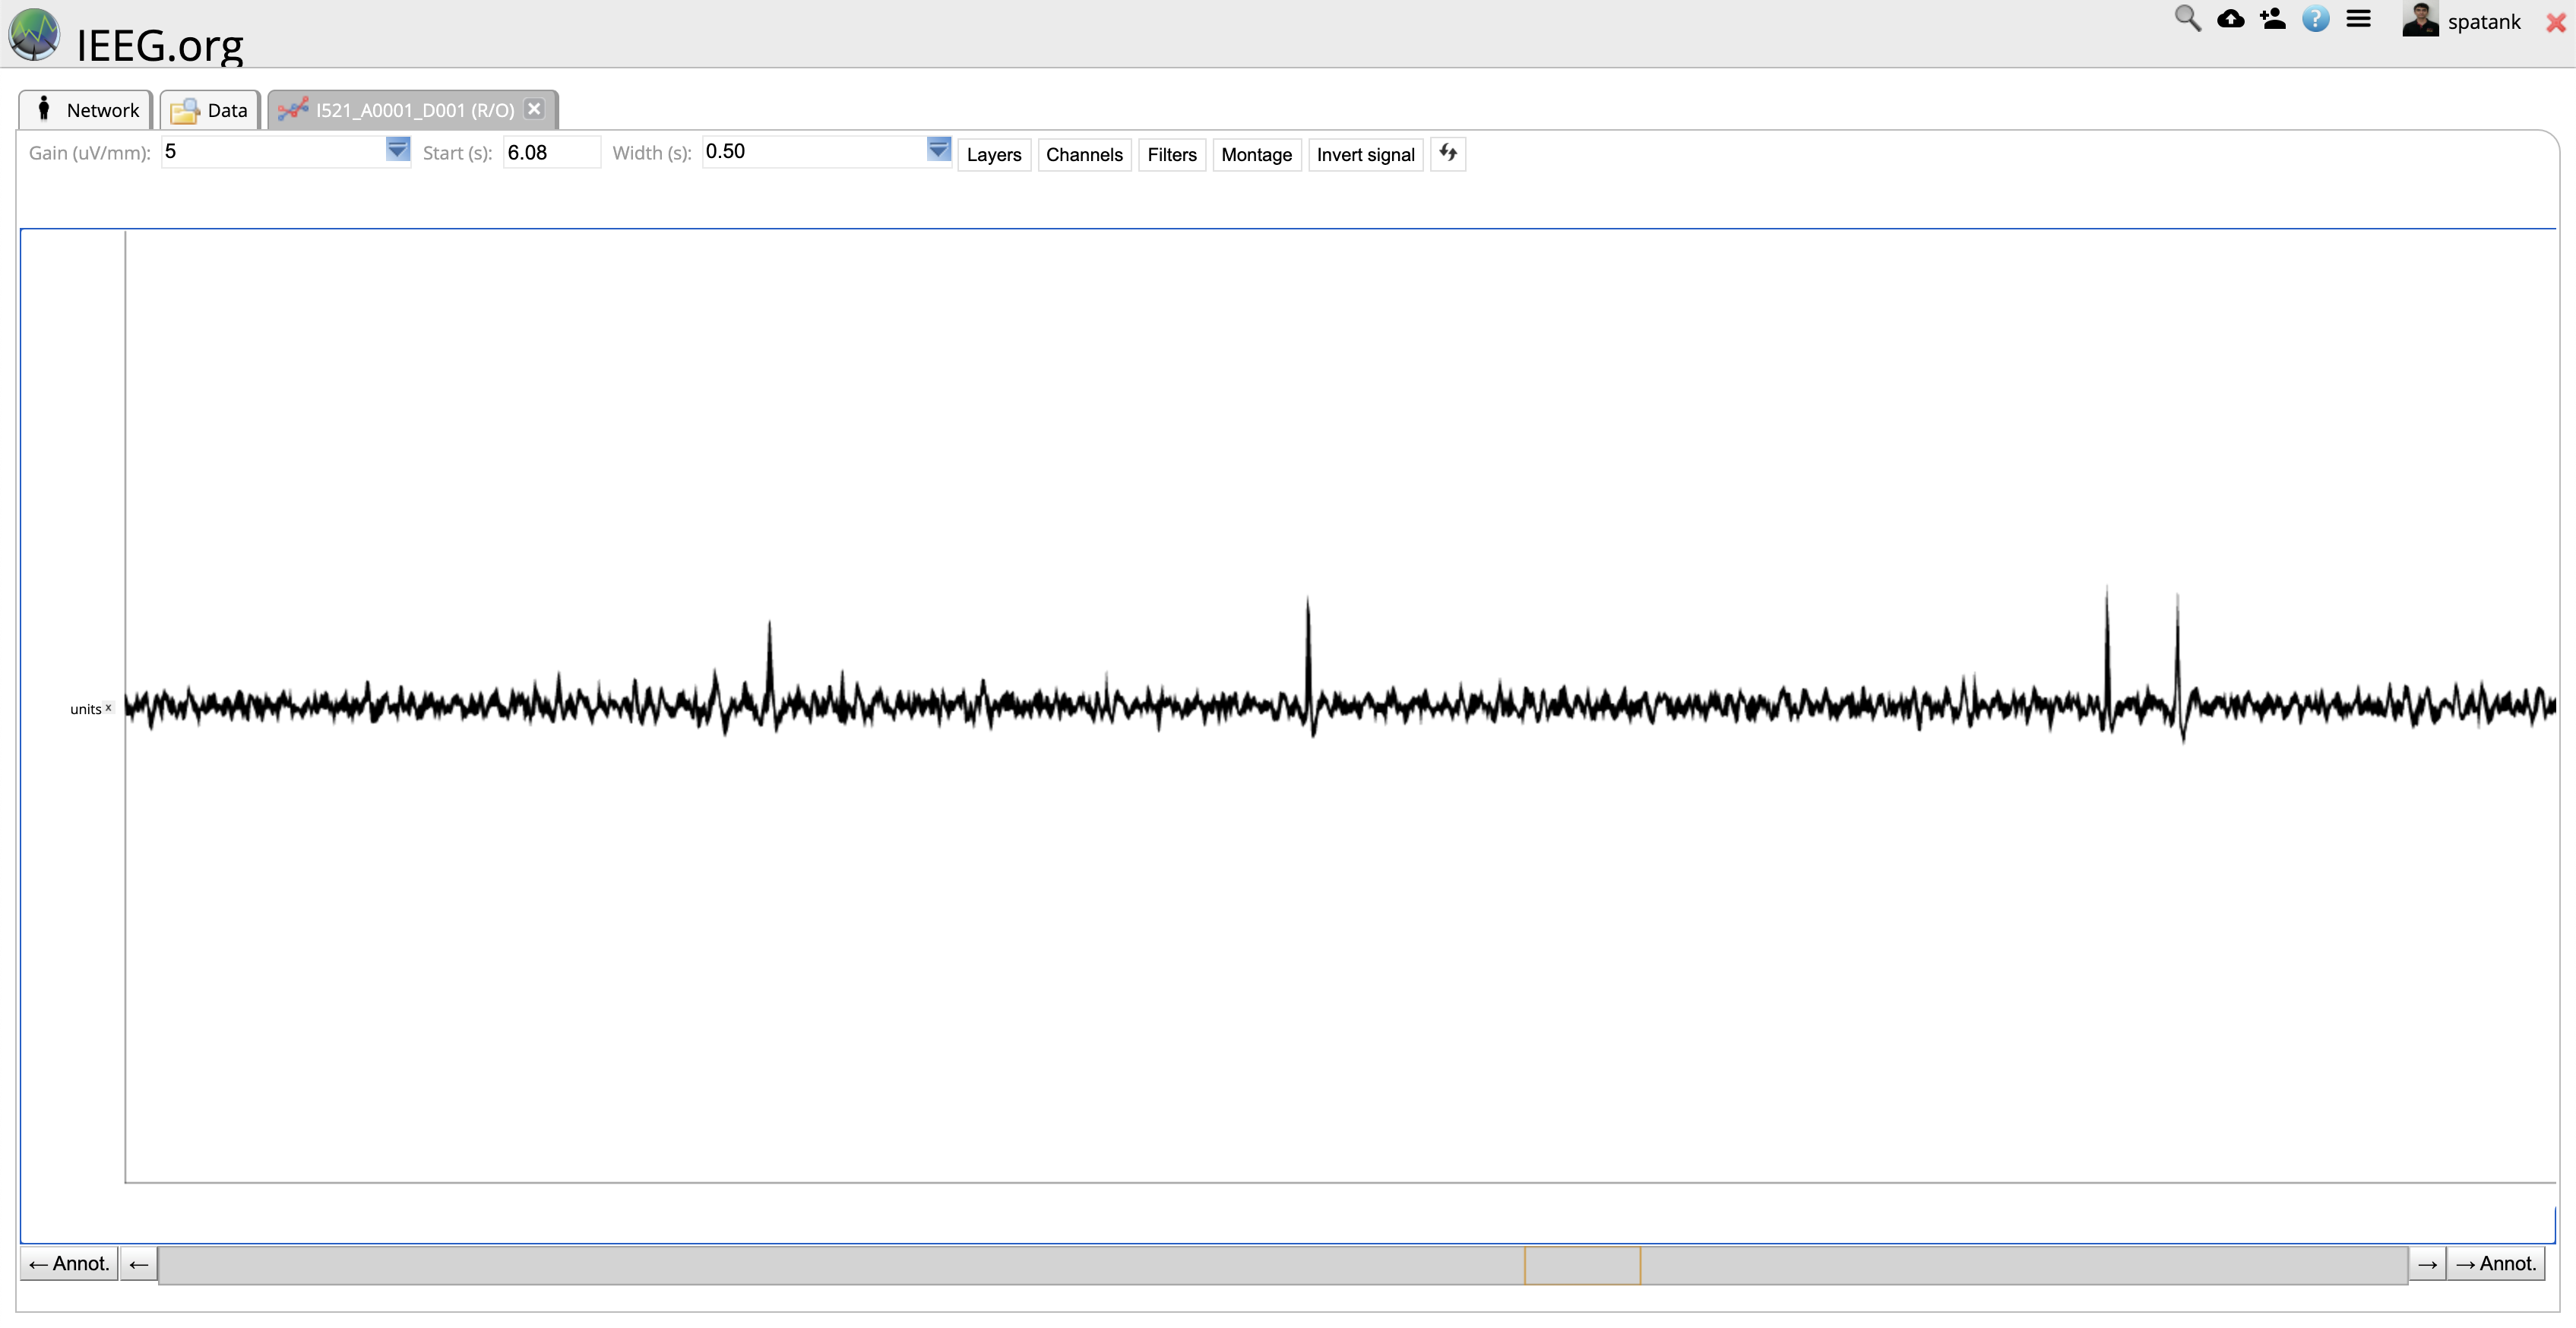 IEEG.org
? spatank
Network Data I521_A0001_D001 (R/O)
Gain (uV/mm): 5 Start (s): 6.08 Width (s): 0.50 Layers Channels Filters Montage Invert signal
units x
← Annot. ← → → Annot.